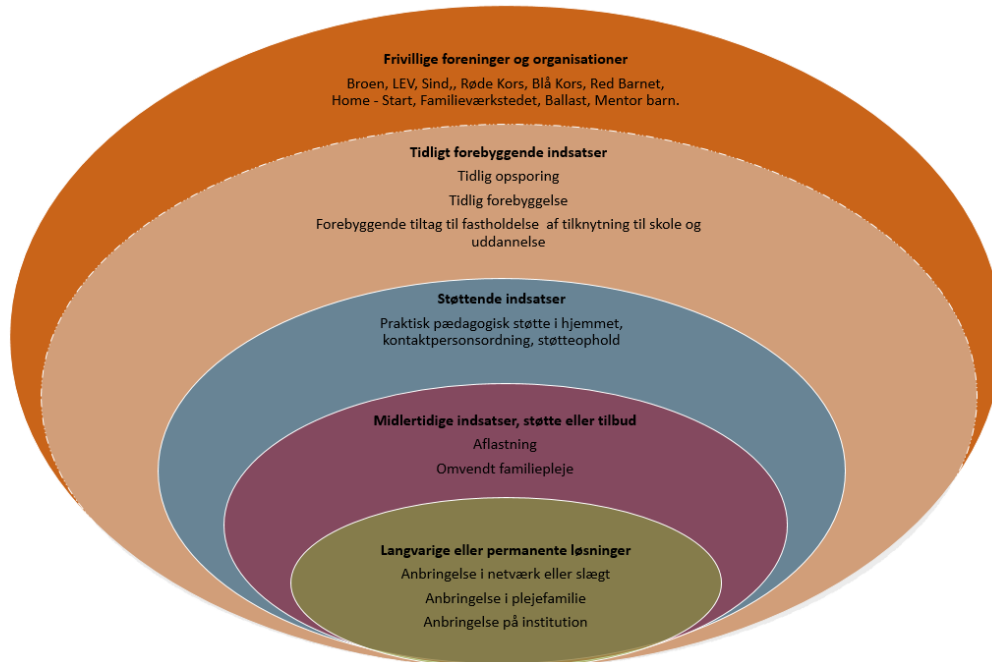 Frivillige foreninger og organisationer
Broen, LEV, Sind,, Røde Kors, Blå Kors, Red Barnet,
Home - Start, Familieværkstedet, Ballast, Mentor barn.
Tidligt forebyggende indsatser
Tidlig opsporing
Tidlig forebyggelse
Forebyggende tiltag til fastholdelse  af tilknytning til skole og
uddannelse
Støttende indsatser
Praktisk pædagogisk støtte i hjemmet,
kontaktpersonsordning, støtteophold
Midlertidige indsatser, støtte eller tilbud
Aflastning
Omvendt familiepleje
Langvarige eller permanente løsninger
Anbringelse i netværk eller slægt
Anbringelse i plejefamilie
Anbringelse på institution